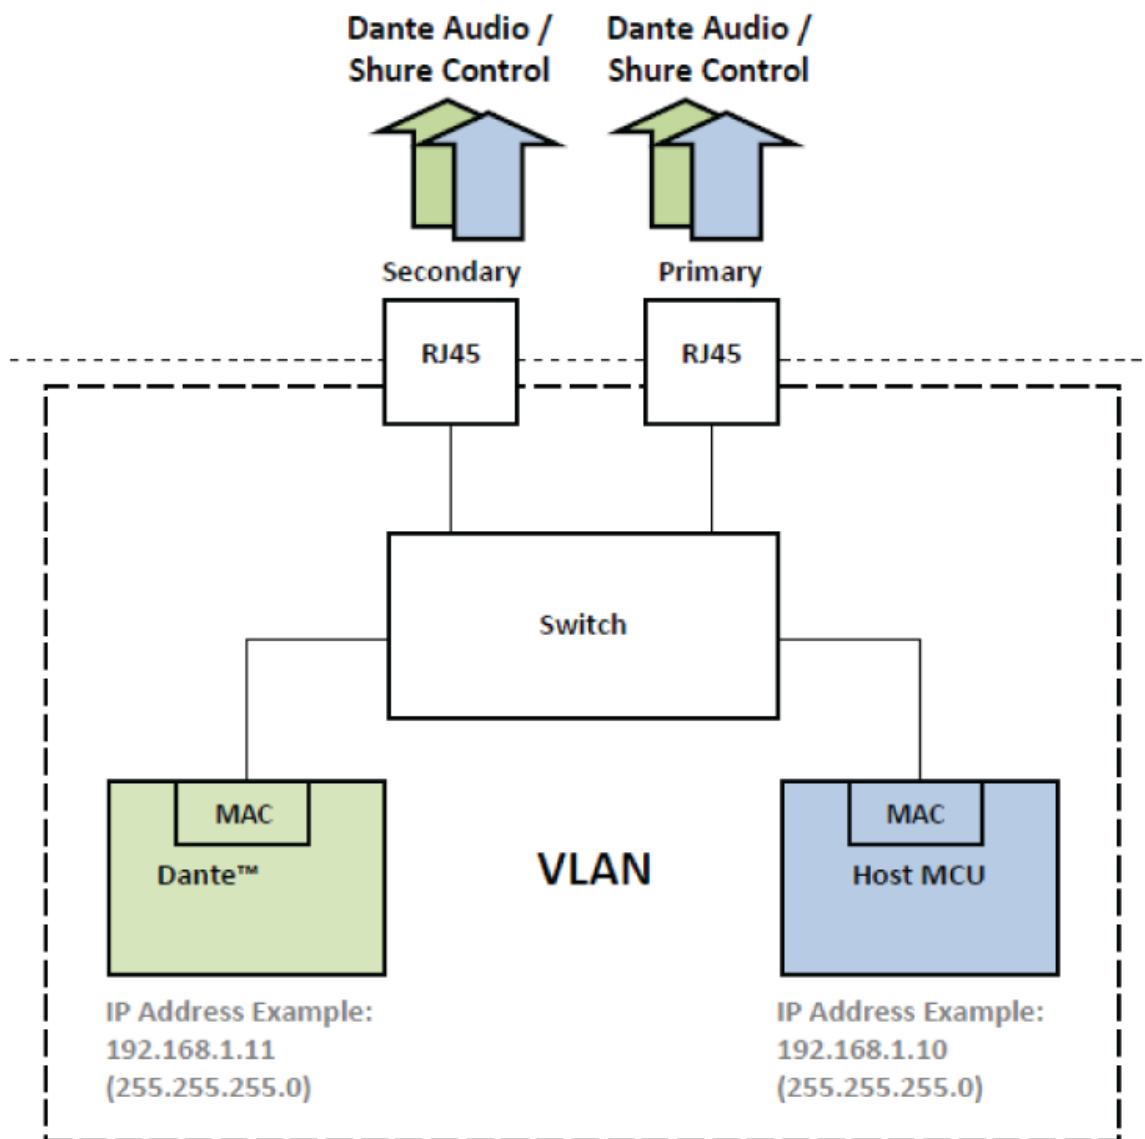 Dante Audio /
Shure Control
Dante Audio /
Shure Control
Secondary
Primary
RJ45
RJ45
Switch
MAC
Dante™
VLAN
MAC
Host MCU
IP Address Example:
192.168.1.11
(255.255.255.0)
IP Address Example:
192.168.1.10
(255.255.255.0)